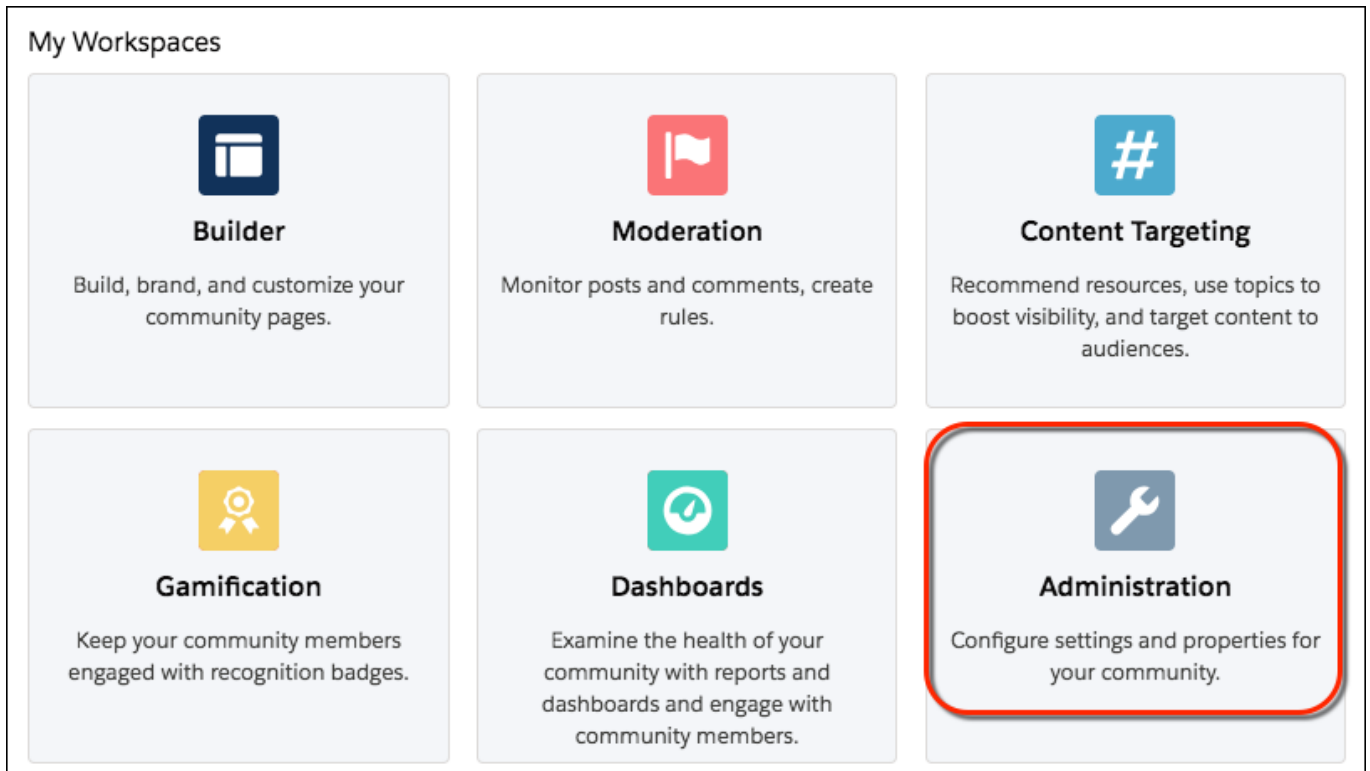 My Workspaces
Builder
Build, brand, and customize your
community pages.
Moderation
Monitor posts and comments, create
rules.
#
Content Targeting
Recommend resources, use topics to
boost visibility, and target content to
audiences.
Gamification
Keep your community members
engaged with recognition badges.
Dashboards
Examine the health of your
community with reports and
dashboards and engage with
community members.
Administration
Configure settings and properties for
your community.